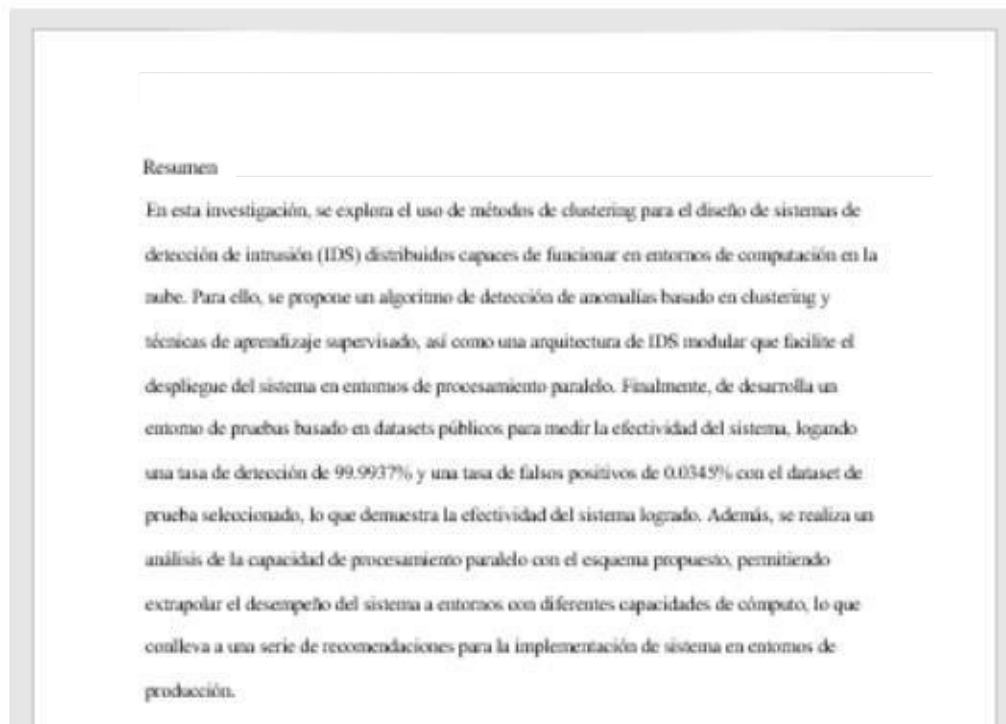 Resumen
En esta investigación, se explora el uso de métodos de clustering para el diseño de sistemas de
detección de intrusión (IDS) distribuidos capaces de funcionar en entornos de computación en la
nube. Para ello, se propone un algoritmo de detección de anomalías basado en clustering y
técnicas de aprendizaje supervisado, así como una arquitectura de IDS modular que facilite el
despliegue del sistema en entornos de procesamiento paralelo. Finalmente, de desarrolla un
entorno de pruebas basado en datasets públicos para medir la efectividad del sistema, logando
una tasa de detección de 99.9937% y una tasa de falsos positivos de 0.0345% con el dataset de
prueba seleccionado, lo que demuestra la efectividad del sistema logrado. Además, se realiza un
análisis de la capacidad de procesamiento paralelo con el esquema propuesto, permitiendo
extrapolar el desempeño del sistema a entornos con diferentes capacidades de cómputo, lo que
conlleva a una serie de recomendaciones para la implementación de sistema en entornos de
producción.